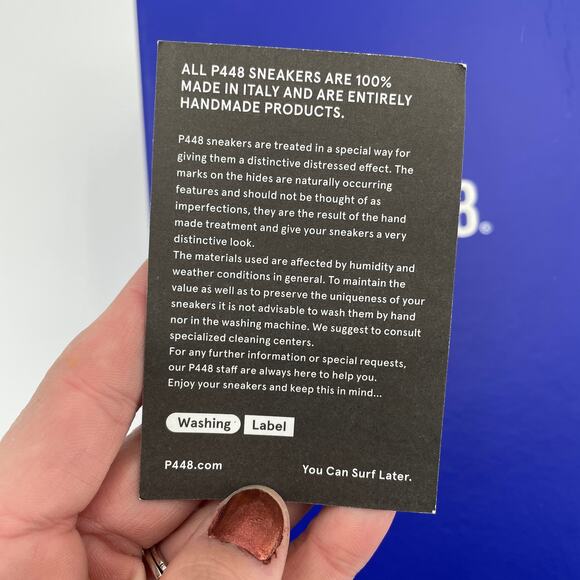 ALL P448 SNEAKERS ARE 100%
MADE IN ITALY AND ARE ENTIRELY
HANDMADE PRODUCTS.
P448 sneakers are treated in a special way for
giving them a distinctive distressed effect. The
marks on the hides are naturally occurring
features and should not be thought of as
imperfections, they are the result of the hand
made treatment and give your sneakers a very
distinctive look.
The materials used are affected by humidity and
weather conditions in general. To maintain the
value as well as to preserve the uniqueness of your
sneakers it is not advisable to wash them by hand
nor in the washing machine. We suggest to consult
specialized cleaning centers.
For any further information or special requests,
our P448 staff are always here to help you.
Enjoy your sneakers and keep this in mind...
Washing Label
P448.com You Can Surf Later.
8.